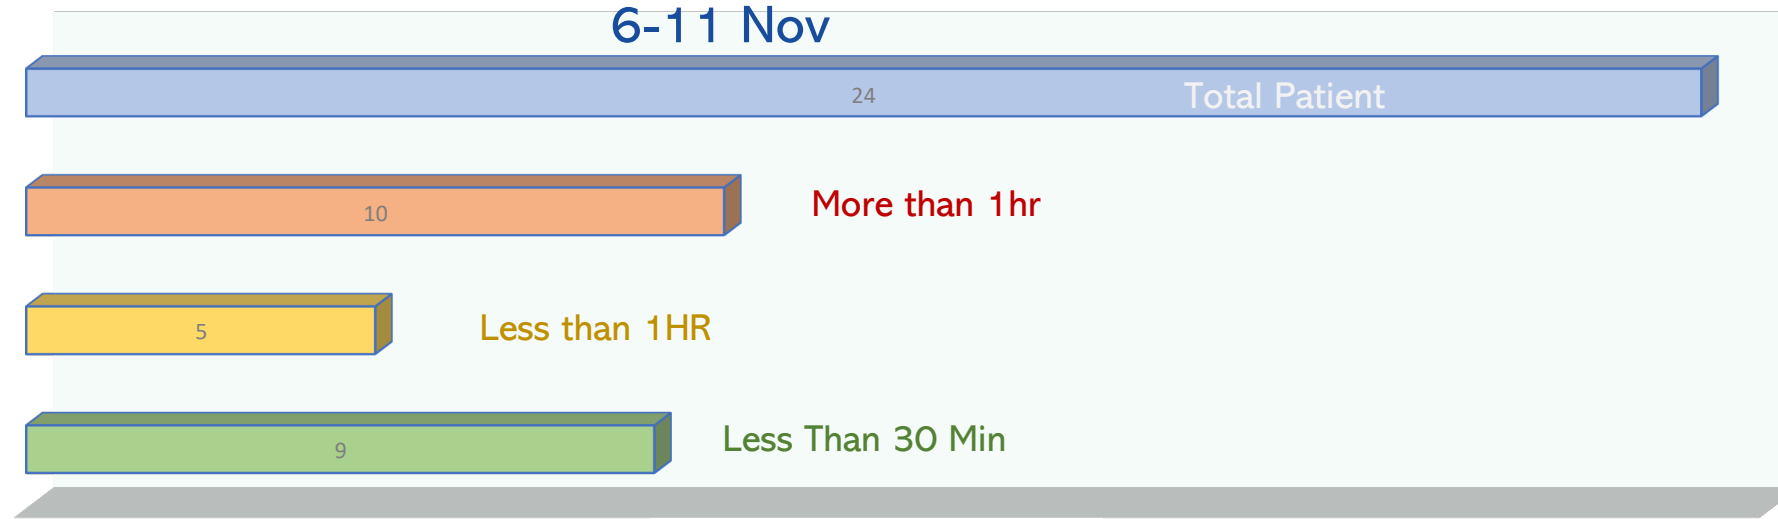 6-11 Nov
24 Total Patient
10 More than 1hr
5 Less than 1HR
9 Less Than 30 Min